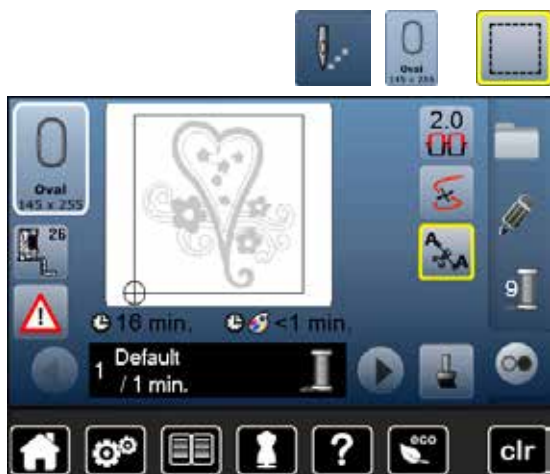 Oval
145 x 255
Oval
145 x 255
2.0
26
A
A
9
16 min.
<1 min.
1 Default
/ 1 min.
?
eco
clr